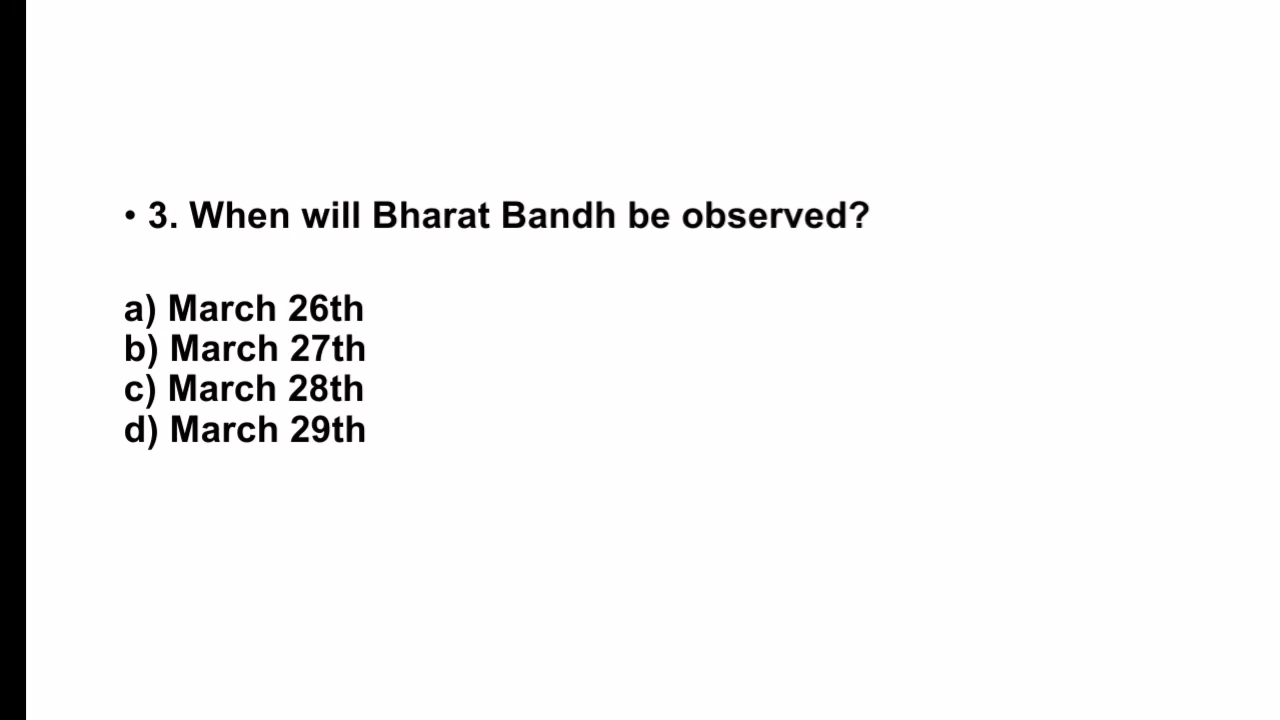 • 3. When will Bharat Bandh be observed?
a) March 26th
b) March 27th
c) March 28th
d) March 29th